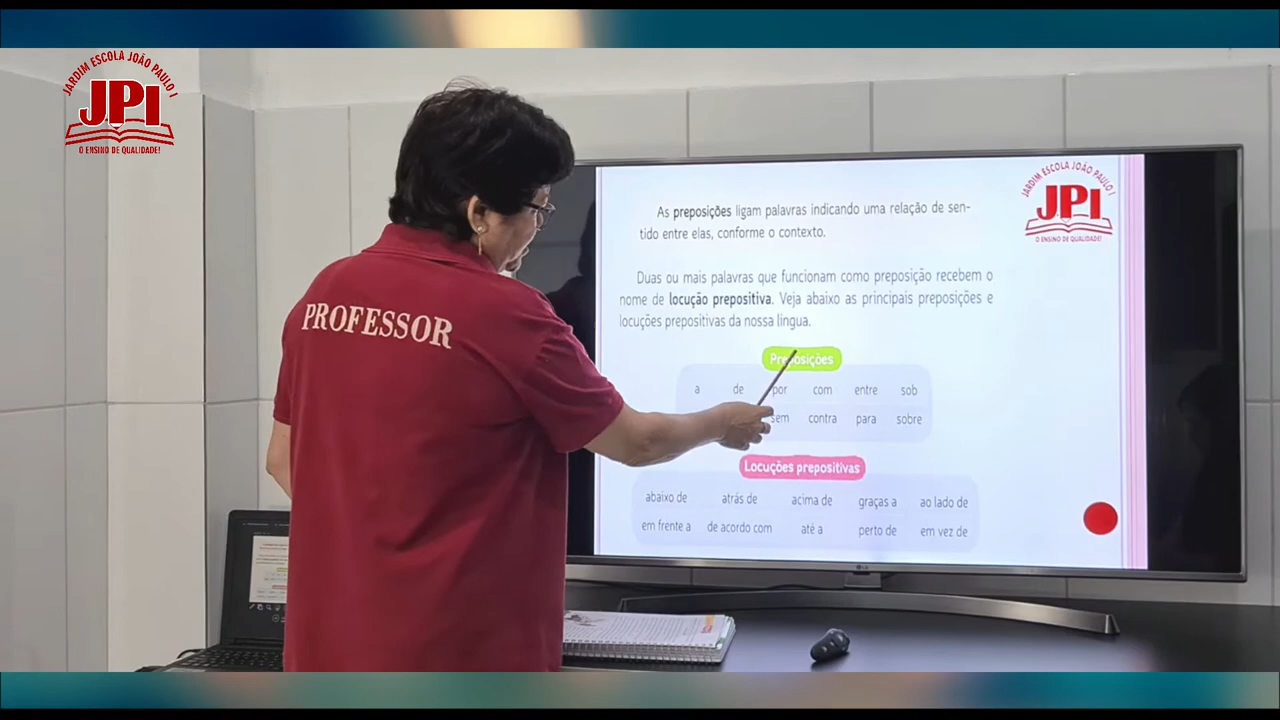 JARDIM ESCOLA JOÃO PAULO I
JPI
O ENSINO DE QUALIDADE!
PROFESSOR
JARDIM ESCOLA JOÃO PAULO I
JPI
O ENSINO DE QUALIDADE!
As preposições ligam palavras indicando uma relação de sen-
tido entre elas, conforme o contexto.
Duas ou mais palavras que funcionam como preposição recebem o
nome de locução prepositiva. Veja abaixo as principais preposições e
locuções prepositivas da nossa língua.
Preposições
a de por com entre sob
sem contra para sobre
Locuções prepositivas
abaixo de atrás de acima de graças a ao lado de
em frente a de acordo com até a perto de em vez de
LG